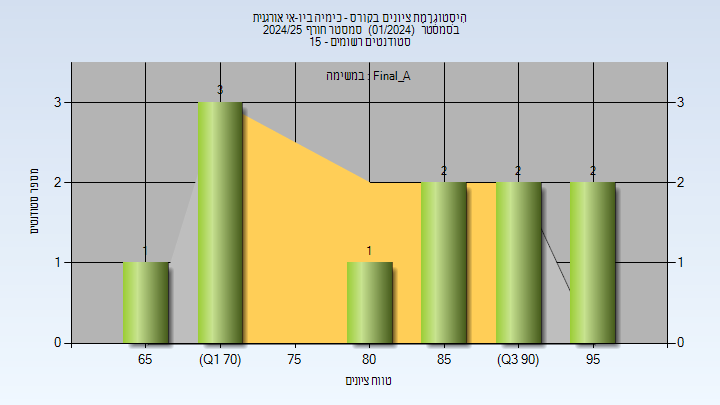 היסטוגרמת ציונים בקורס - כימיה ביו-אי אורגנית
בסמסטר (01/2024) סמסטר חורף 2024/25
סטודנטים רשומים - 15
במשימה : Final_A
מספר סטודנטים
3
2
1
0
3
2
1
0
1
3
1
2
2
2
65
(Q1 70)
75
80
85
(Q3 90)
95
טווח ציונים